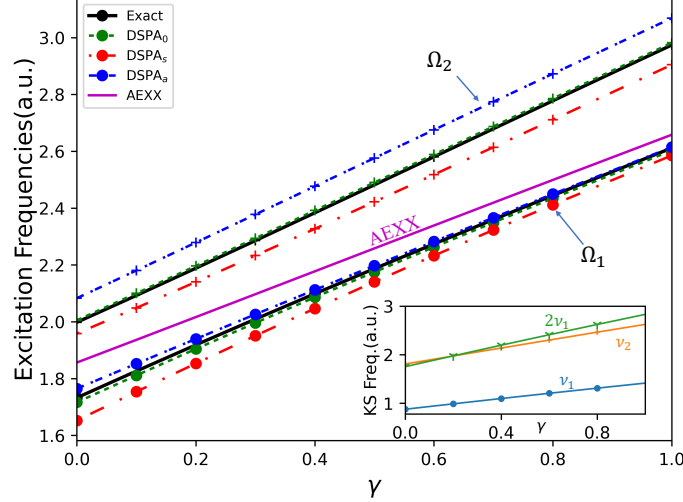 Exact
DSPA₀
DSPAₛ
DSPAₐ
AEXX
Ω₂
AEXX
Ω₁
Excitation Frequencies(a.u.)
3.0
2.8
2.6
2.4
2.2
2.0
1.8
1.6
0.0 0.2 0.4 0.6 0.8 1.0
γ
KS Freq.(a.u.)
3
2
1
2ν₁
ν₂
ν₁
0.0 0.4 0.8
γ